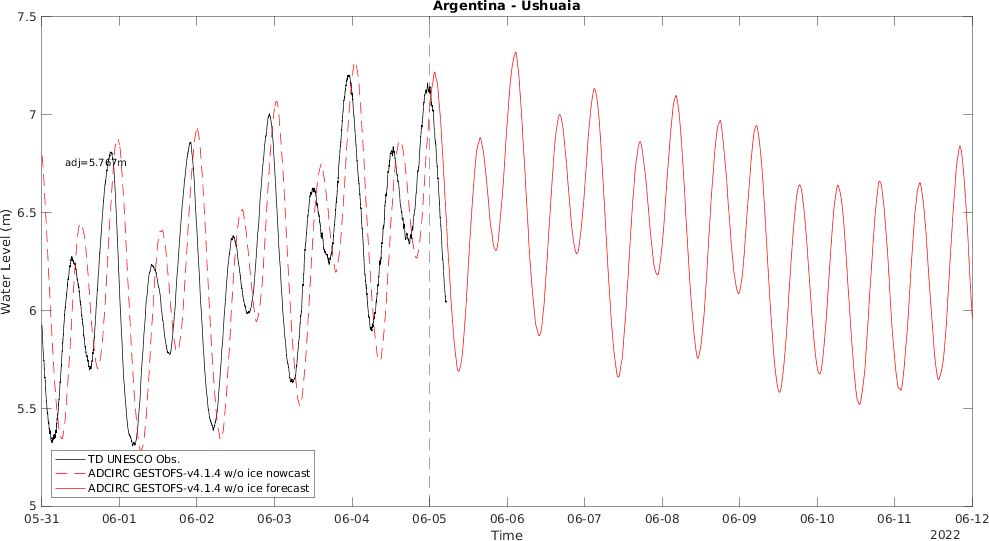 Argentina - Ushuaia
Water Level (m)
7.5
7
6.5
6
5.5
5
adj=5.767m
TD UNESCO Obs.
ADCIRC GESTOFS-v4.1.4 w/o ice nowcast
ADCIRC GESTOFS-v4.1.4 w/o ice forecast
05-31 06-01 06-02 06-03 06-04 06-05 06-06 06-07 06-08 06-09 06-10 06-11 06-12
Time
2022